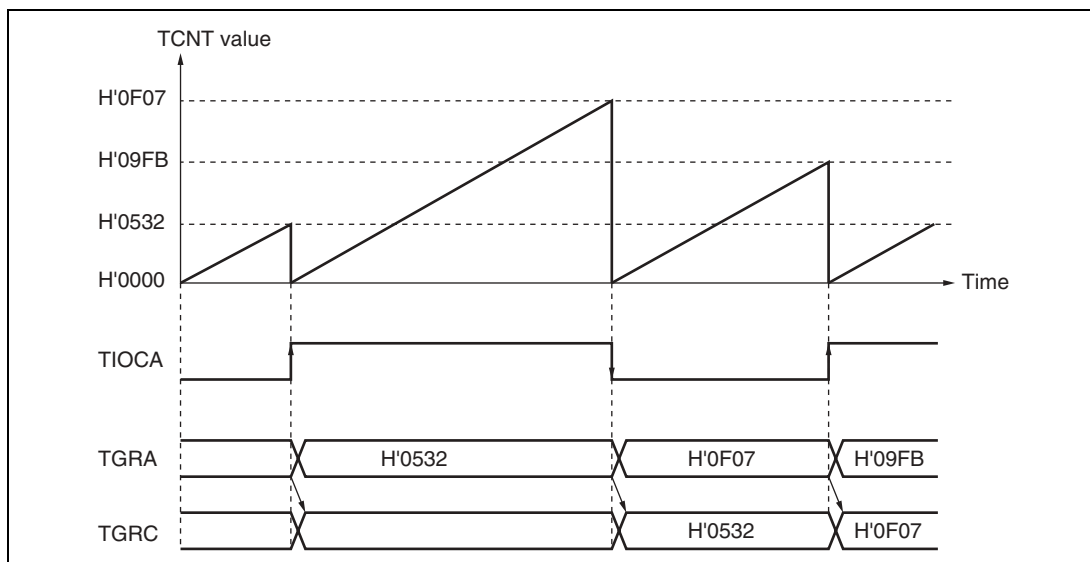 TCNT value
H'0F07
H'09FB
H'0532
H'0000
Time
TIOCA
TGRA
H'0532
H'0F07
H'09FB
TGRC
H'0532
H'0F07